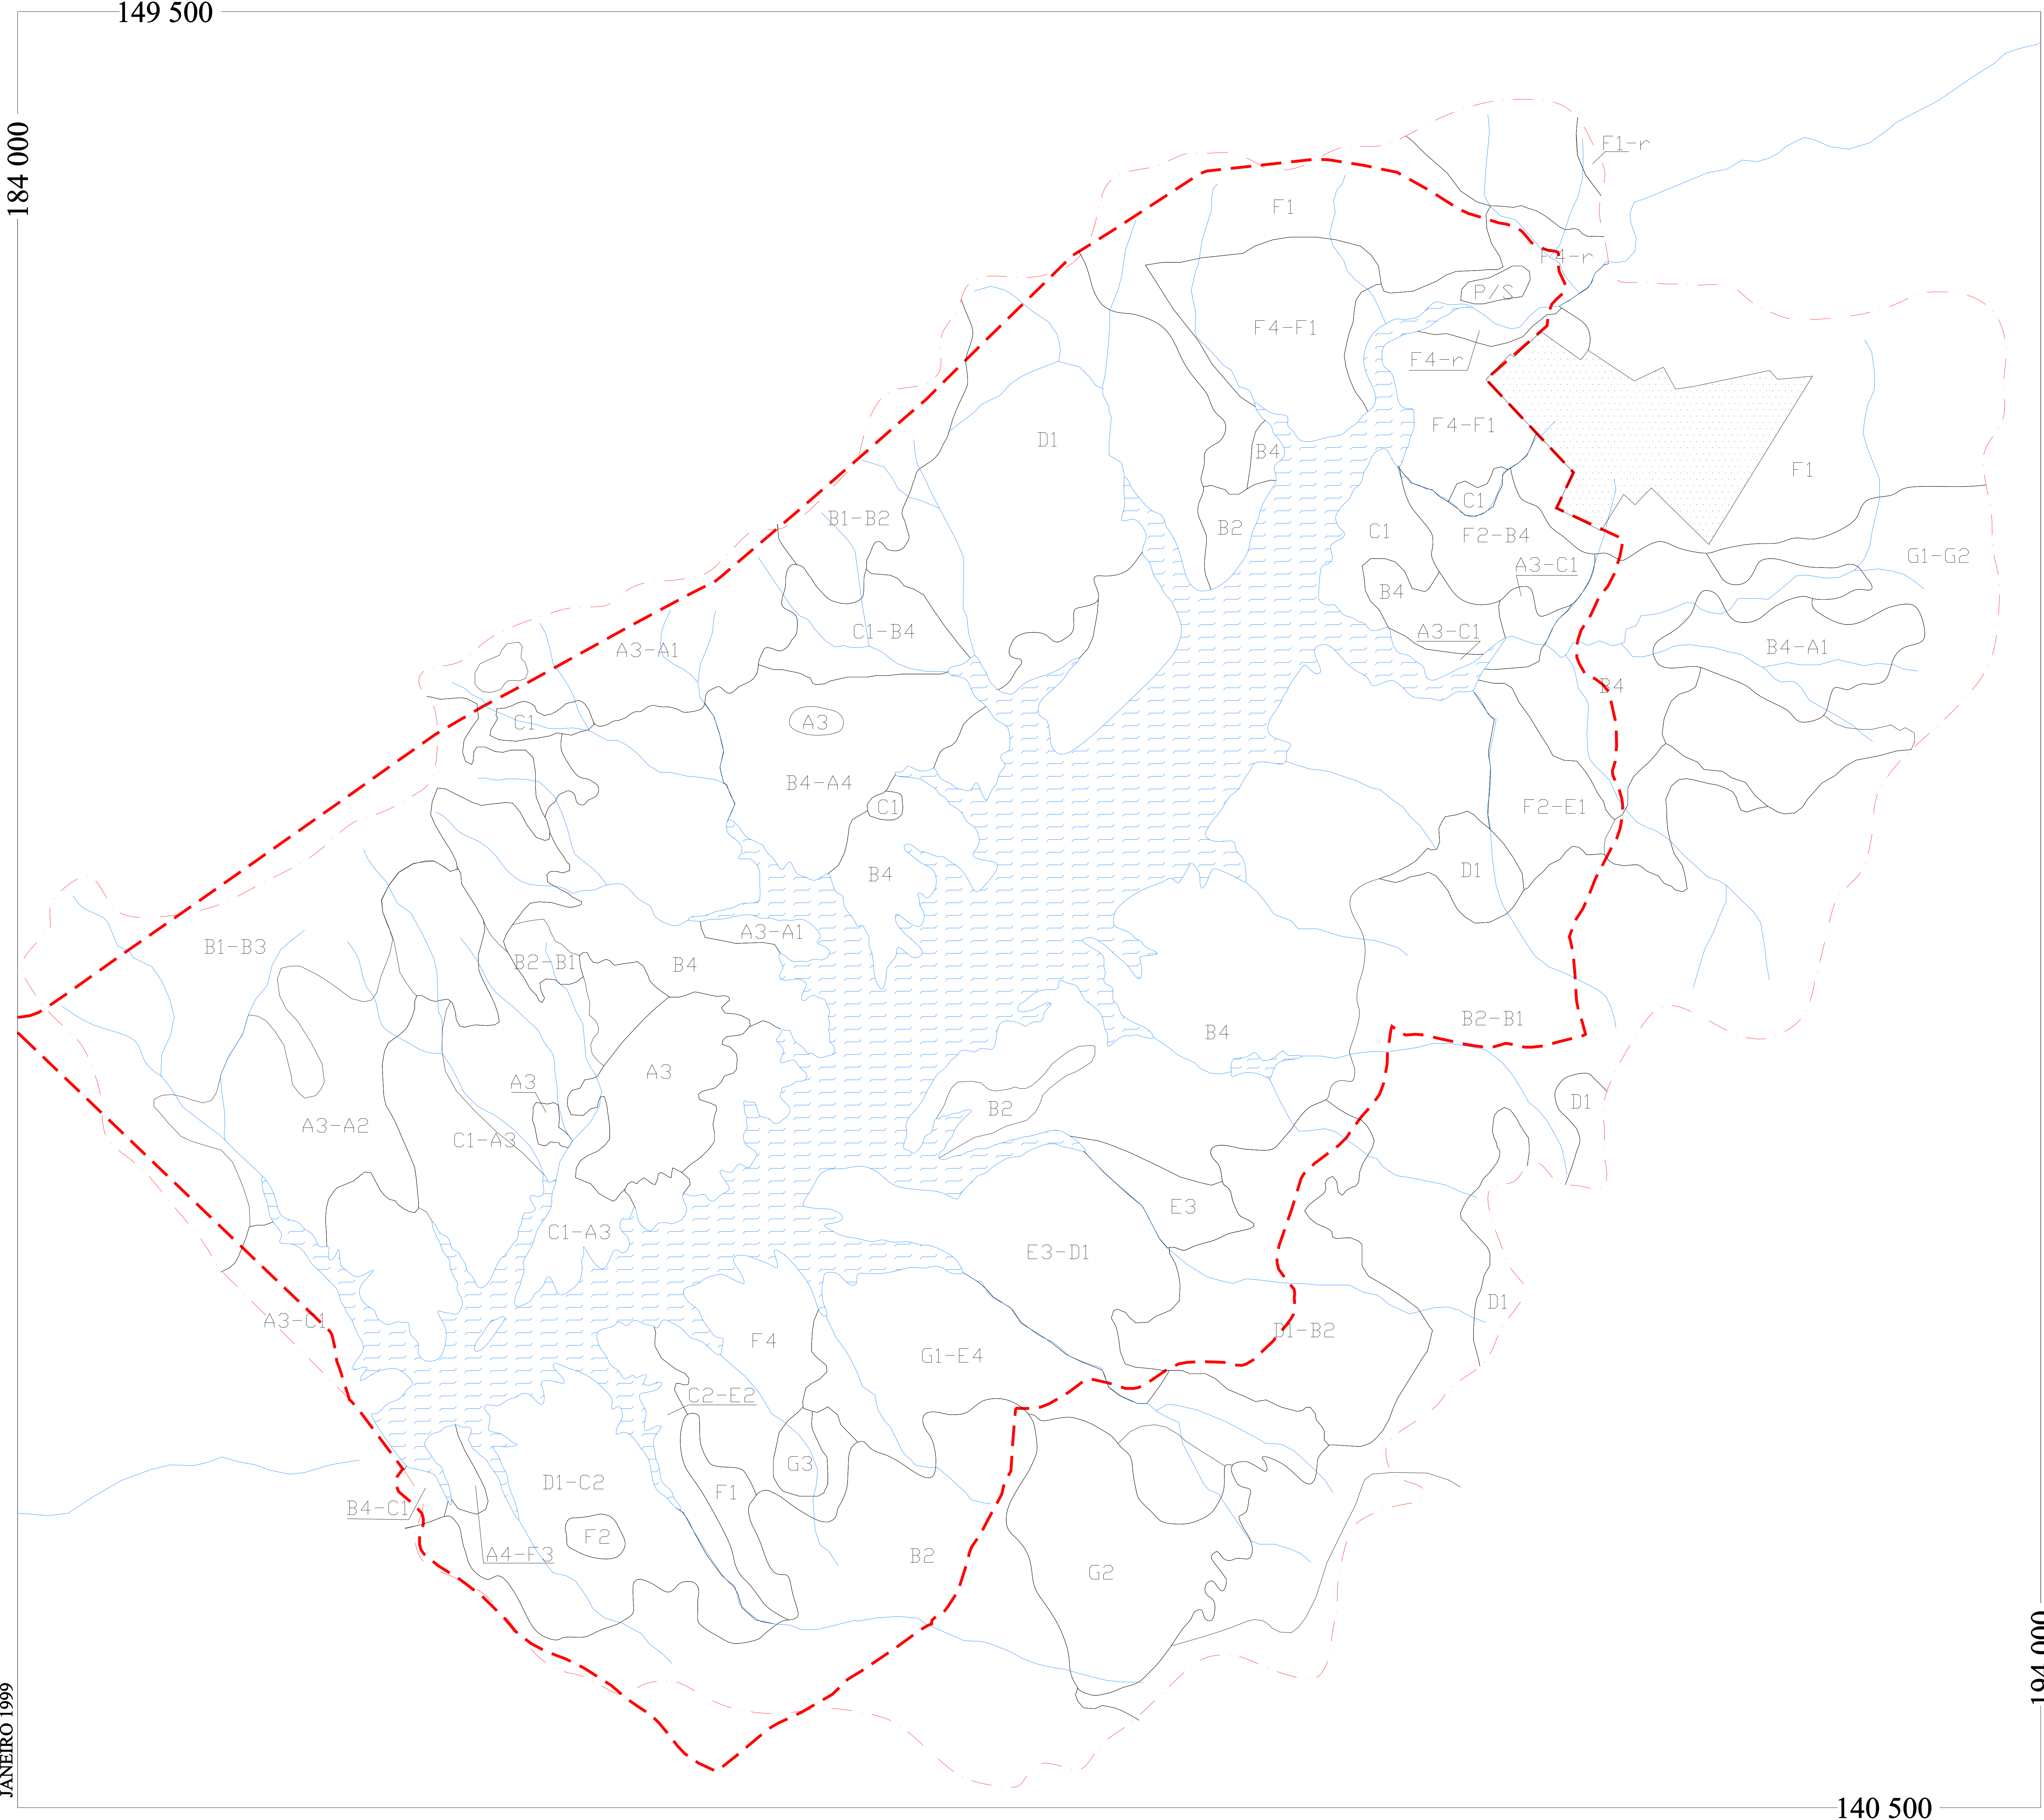 149 500
184 000
F1-r
F1
F4-r
P/S
F4-F1
F4-r
F4-F1
D1
B4
F1
C1
B1-B2
B2
C1
F2-B4
G1-G2
A3-C1
B4
C1-B4
A3-C1
A3-A1
B4-A1
B4
C1
A3
B4-A4
C1
F2-E1
D1
B4
A3-A1
B1-B3
B2-B1
B4
B2-B1
B4
A3
A3
B2
D1
A3-A2
C1-A3
E3
C1-A3
E3-D1
D1
A3-C1
D1-B2
F4
G1-E4
C2-E2
G3
D1-C2
F1
B4-C1
F2
A4-F3
B2
G2
194 000
JANEIRO 1999
140 500